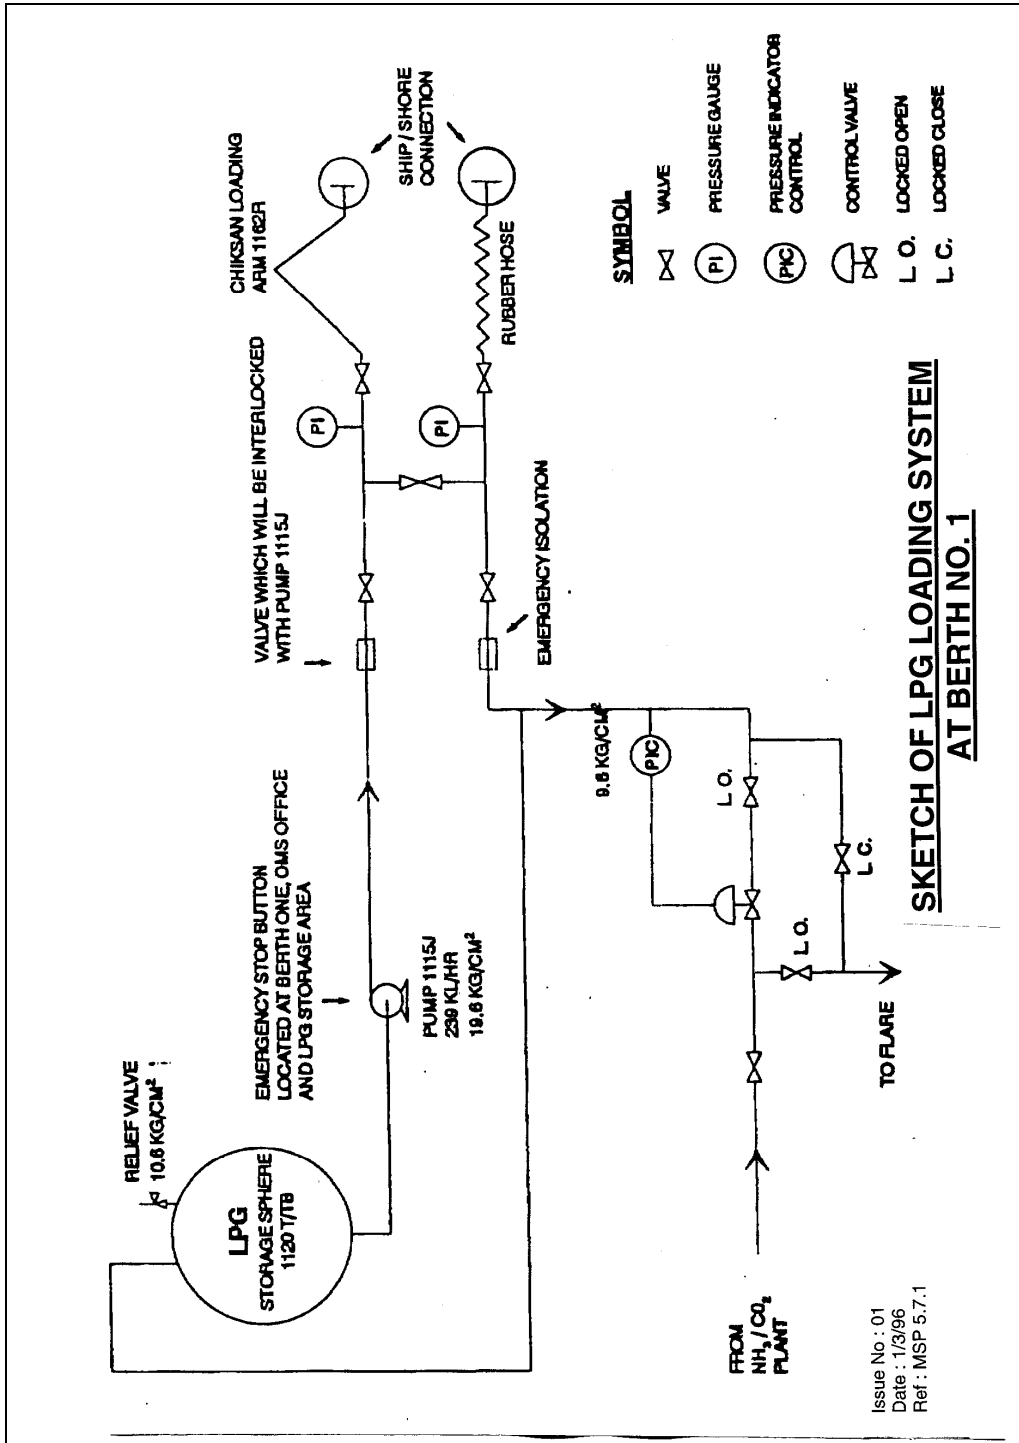 RELIEF VALVE
10.6 KG/CM²
LPG
STORAGE SPHERE
1120 T/TB
EMERGENCY STOP BUTTON
LOCATED AT BERTH ONE, OMS OFFICE
AND LPG STORAGE AREA
PUMP 1115J
239 KL/HR
19.6 KG/CM²
VALVE WHICH WILL BE INTERLOCKED
WITH PUMP 1115J
CHIKSAN LOADING
ARM 1162R
PI
PI
SHIP / SHORE
CONNECTION
RUBBER HOSE
EMERGENCY ISOLATION
9.6 KG/CM²
PIC
L O.
L O.
L C.
TO FLARE
FROM
NH₃ / CO₂
PLANT
SYMBOL
VALVE
PI
PRESSURE GAUGE
PIC
PRESSURE INDICATOR
CONTROL
CONTROL VALVE
L O.
LOCKED OPEN
L C.
LOCKED CLOSE
SKETCH OF LPG LOADING SYSTEM
AT BERTH NO. 1
Issue No : 01
Date : 1/3/96
Ref : MSP 5.7.1